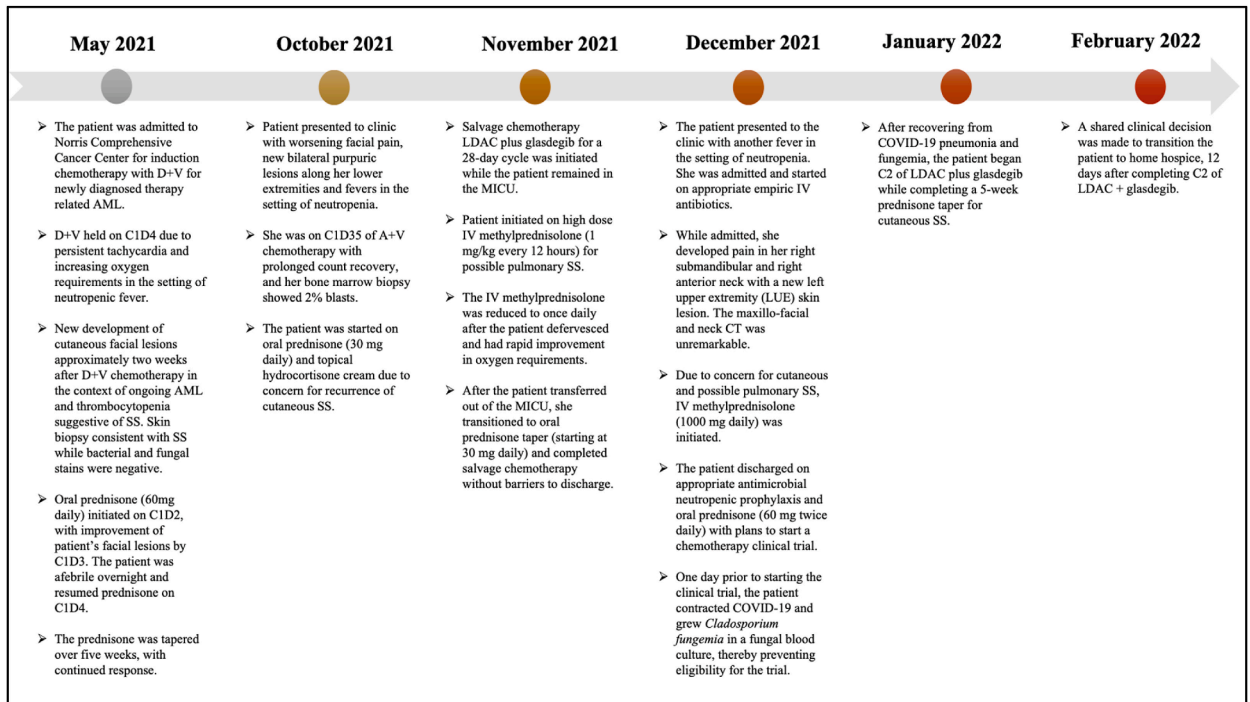 May 2021
The patient was admitted to
Norris Comprehensive
Cancer Center for induction
chemotherapy with D+V for
newly diagnosed therapy
related AML.
D+V held on C1D4 due to
persistent tachycardia and
increasing oxygen
requirements in the setting of
neutropenic fever.
New development of
cutaneous facial lesions
approximately two weeks
after D+V chemotherapy in
the context of ongoing AML
and thrombocytopenia
suggestive of SS. Skin
biopsy consistent with SS
while bacterial and fungal
stains were negative.
Oral prednisone (60mg
daily) initiated on C1D2,
with improvement of
patient's facial lesions by
C1D3. The patient was
afebrile overnight and
resumed prednisone on
C1D4.
The prednisone was tapered
over five weeks, with
continued response.
October 2021
Patient presented to clinic
with worsening facial pain,
new bilateral purpuric
lesions along her lower
extremities and fevers in the
setting of neutropenia.
She was on C1D35 of A+V
chemotherapy with
prolonged count recovery,
and her bone marrow biopsy
showed 2% blasts.
The patient was started on
oral prednisone (30 mg
daily) and topical
hydrocortisone cream due to
concern for recurrence of
cutaneous SS.
November 2021
Salvage chemotherapy
LDAC plus glasdegib for a
28-day cycle was initiated
while the patient remained in
the MICU.
Patient initiated on high dose
IV methylprednisolone (1
mg/kg every 12 hours) for
possible pulmonary SS.
The IV methylprednisolone
was reduced to once daily
after the patient defervesced
and had rapid improvement
in oxygen requirements.
After the patient transferred
out of the MICU, she
transitioned to oral
prednisone taper (starting at
30 mg daily) and completed
salvage chemotherapy
without barriers to discharge.
December 2021
The patient presented to the
clinic with another fever in
the setting of neutropenia.
She was admitted and started
on appropriate empiric IV
antibiotics.
While admitted, she
developed pain in her right
submandibular and right
anterior neck with a new left
upper extremity (LUE) skin
lesion. The maxillo-facial
and neck CT was
unremarkable.
Due to concern for cutaneous
and possible pulmonary SS,
IV methylprednisolone
(1000 mg daily) was
initiated.
The patient discharged on
appropriate antimicrobial
neutropenic prophylaxis and
oral prednisone (60 mg twice
daily) with plans to start a
chemotherapy clinical trial.
One day prior to starting the
clinical trial, the patient
contracted COVID-19 and
grew Cladosporium
fungemia in a fungal blood
culture, thereby preventing
eligibility for the trial.
January 2022
After recovering from
COVID-19 pneumonia and
fungemia, the patient began
C2 of LDAC plus glasdegib
while completing a 5-week
prednisone taper for
cutaneous SS.
February 2022
A shared clinical decision
was made to transition the
patient to home hospice, 12
days after completing C2 of
LDAC + glasdegib.